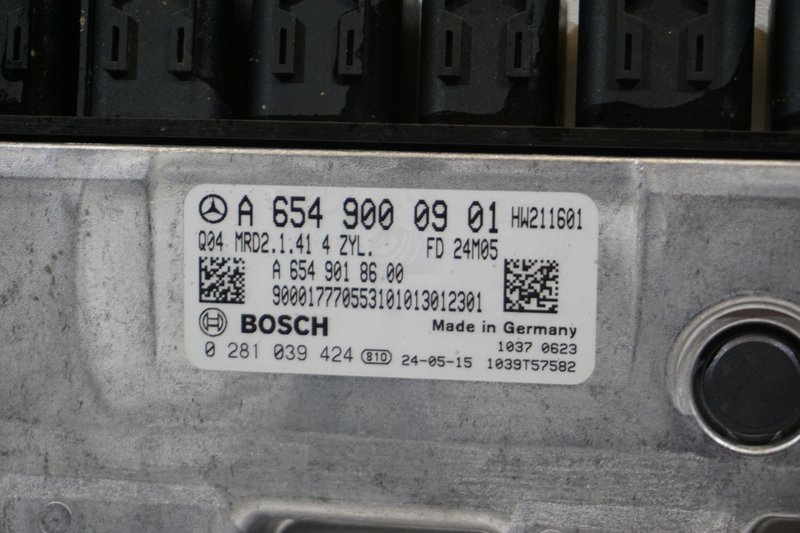 A 654 900 09 01 HW211601
Q04 MRD2.1.41 4 ZYL. FD 24M05
A 654 901 86 00
900017770553101013012301
BOSCH Made in Germany
1037 0623
0 281 039 424 810 24-05-15 1039T57582